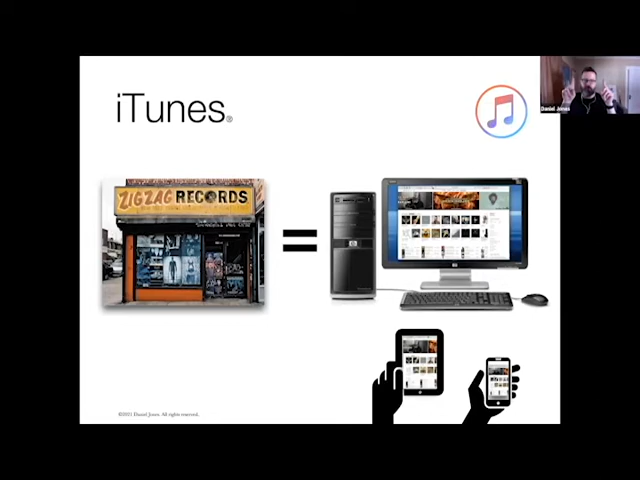 iTunes®
Daniel Jones
ZIGZAG RECORDS
©2021 Daniel Jones. All rights reserved.